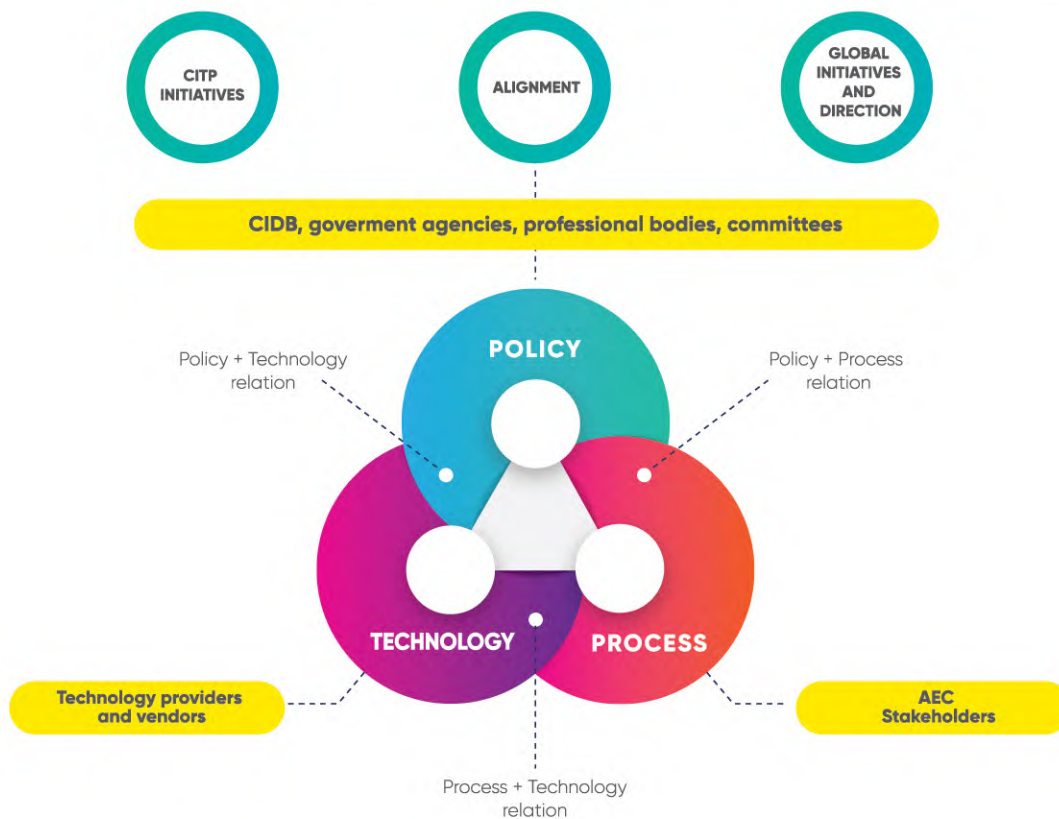 CITP
INITIATIVES
ALIGNMENT
GLOBAL
INITIATIVES
AND
DIRECTION
CIDB, goverment agencies, professional bodies, committees
POLICY
Policy + Technology
relation
Policy + Process
relation
TECHNOLOGY
PROCESS
Technology providers
and vendors
AEC
Stakeholders
Process + Technology
relation